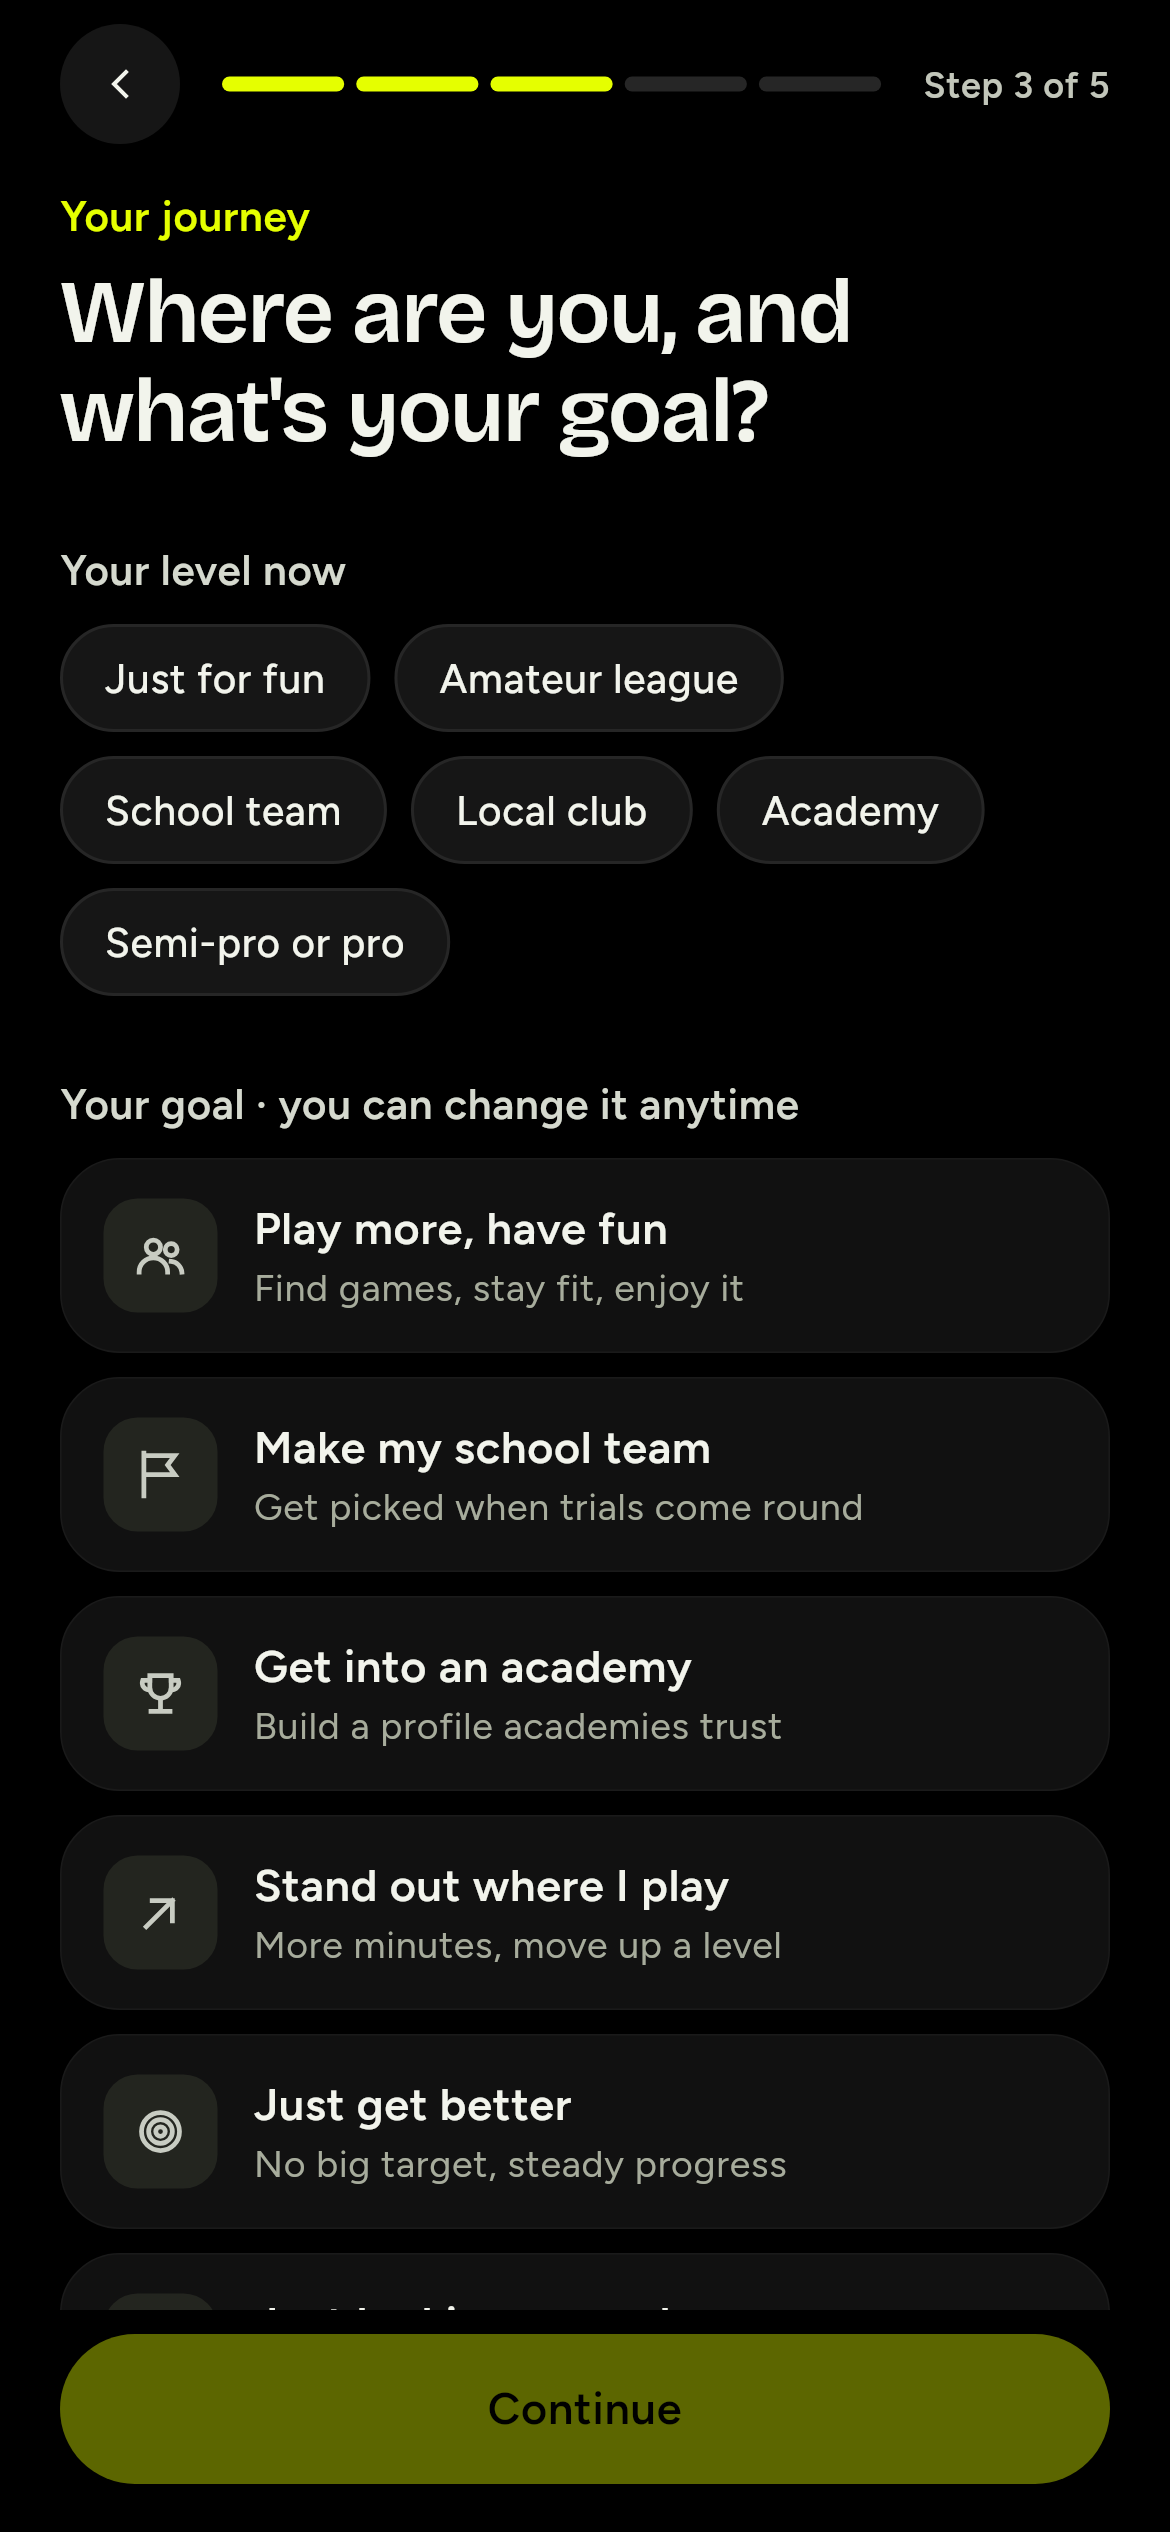 Step 3 of 5
Your journey
Where are you, and
what's your goal?
Your level now
Just for fun
Amateur league
School team
Local club
Academy
Semi-pro or pro
Your goal · you can change it anytime
Play more, have fun
Find games, stay fit, enjoy it
Make my school team
Get picked when trials come round
Get into an academy
Build a profile academies trust
Stand out where I play
More minutes, move up a level
Just get better
No big target, steady progress
Continue